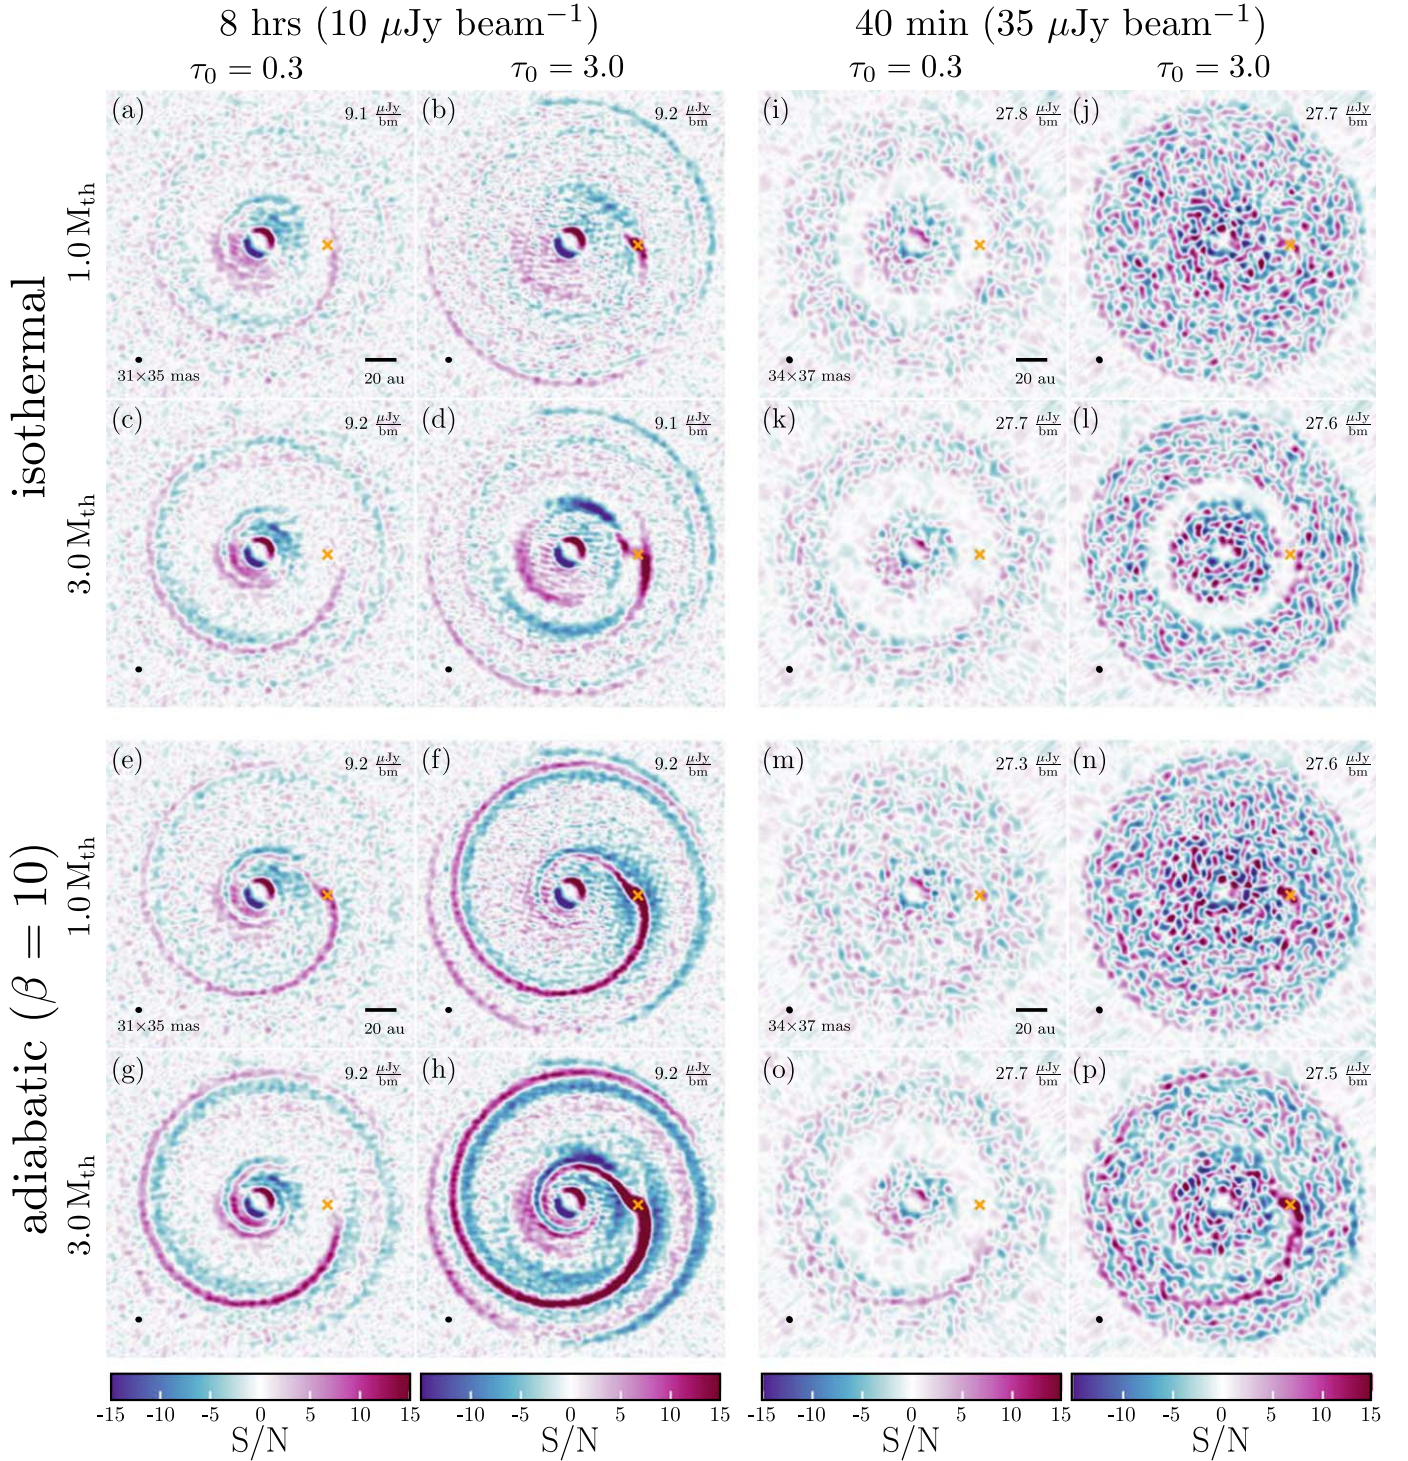 8 hrs (10 μJy beam⁻¹) 40 min (35 μJy beam⁻¹)
τ₀ = 0.3 τ₀ = 3.0 τ₀ = 0.3 τ₀ = 3.0
isothermal
1.0 Mth
(a) 9.1 μJy/bm (b) 9.2 μJy/bm (i) 27.8 μJy/bm (j) 27.7 μJy/bm
31×35 mas 20 au 34×37 mas 20 au
3.0 Mth
(c) 9.2 μJy/bm (d) 9.1 μJy/bm (k) 27.7 μJy/bm (l) 27.6 μJy/bm
adiabatic (β = 10)
1.0 Mth
(e) 9.2 μJy/bm (f) 9.2 μJy/bm (m) 27.3 μJy/bm (n) 27.6 μJy/bm
31×35 mas 20 au 34×37 mas 20 au
3.0 Mth
(g) 9.2 μJy/bm (h) 9.2 μJy/bm (o) 27.7 μJy/bm (p) 27.5 μJy/bm
-15 -10 -5 0 5 10 15 -10 -5 0 5 10 15 -15 -10 -5 0 5 10 15 -10 -5 0 5 10 15
S/N S/N S/N S/N